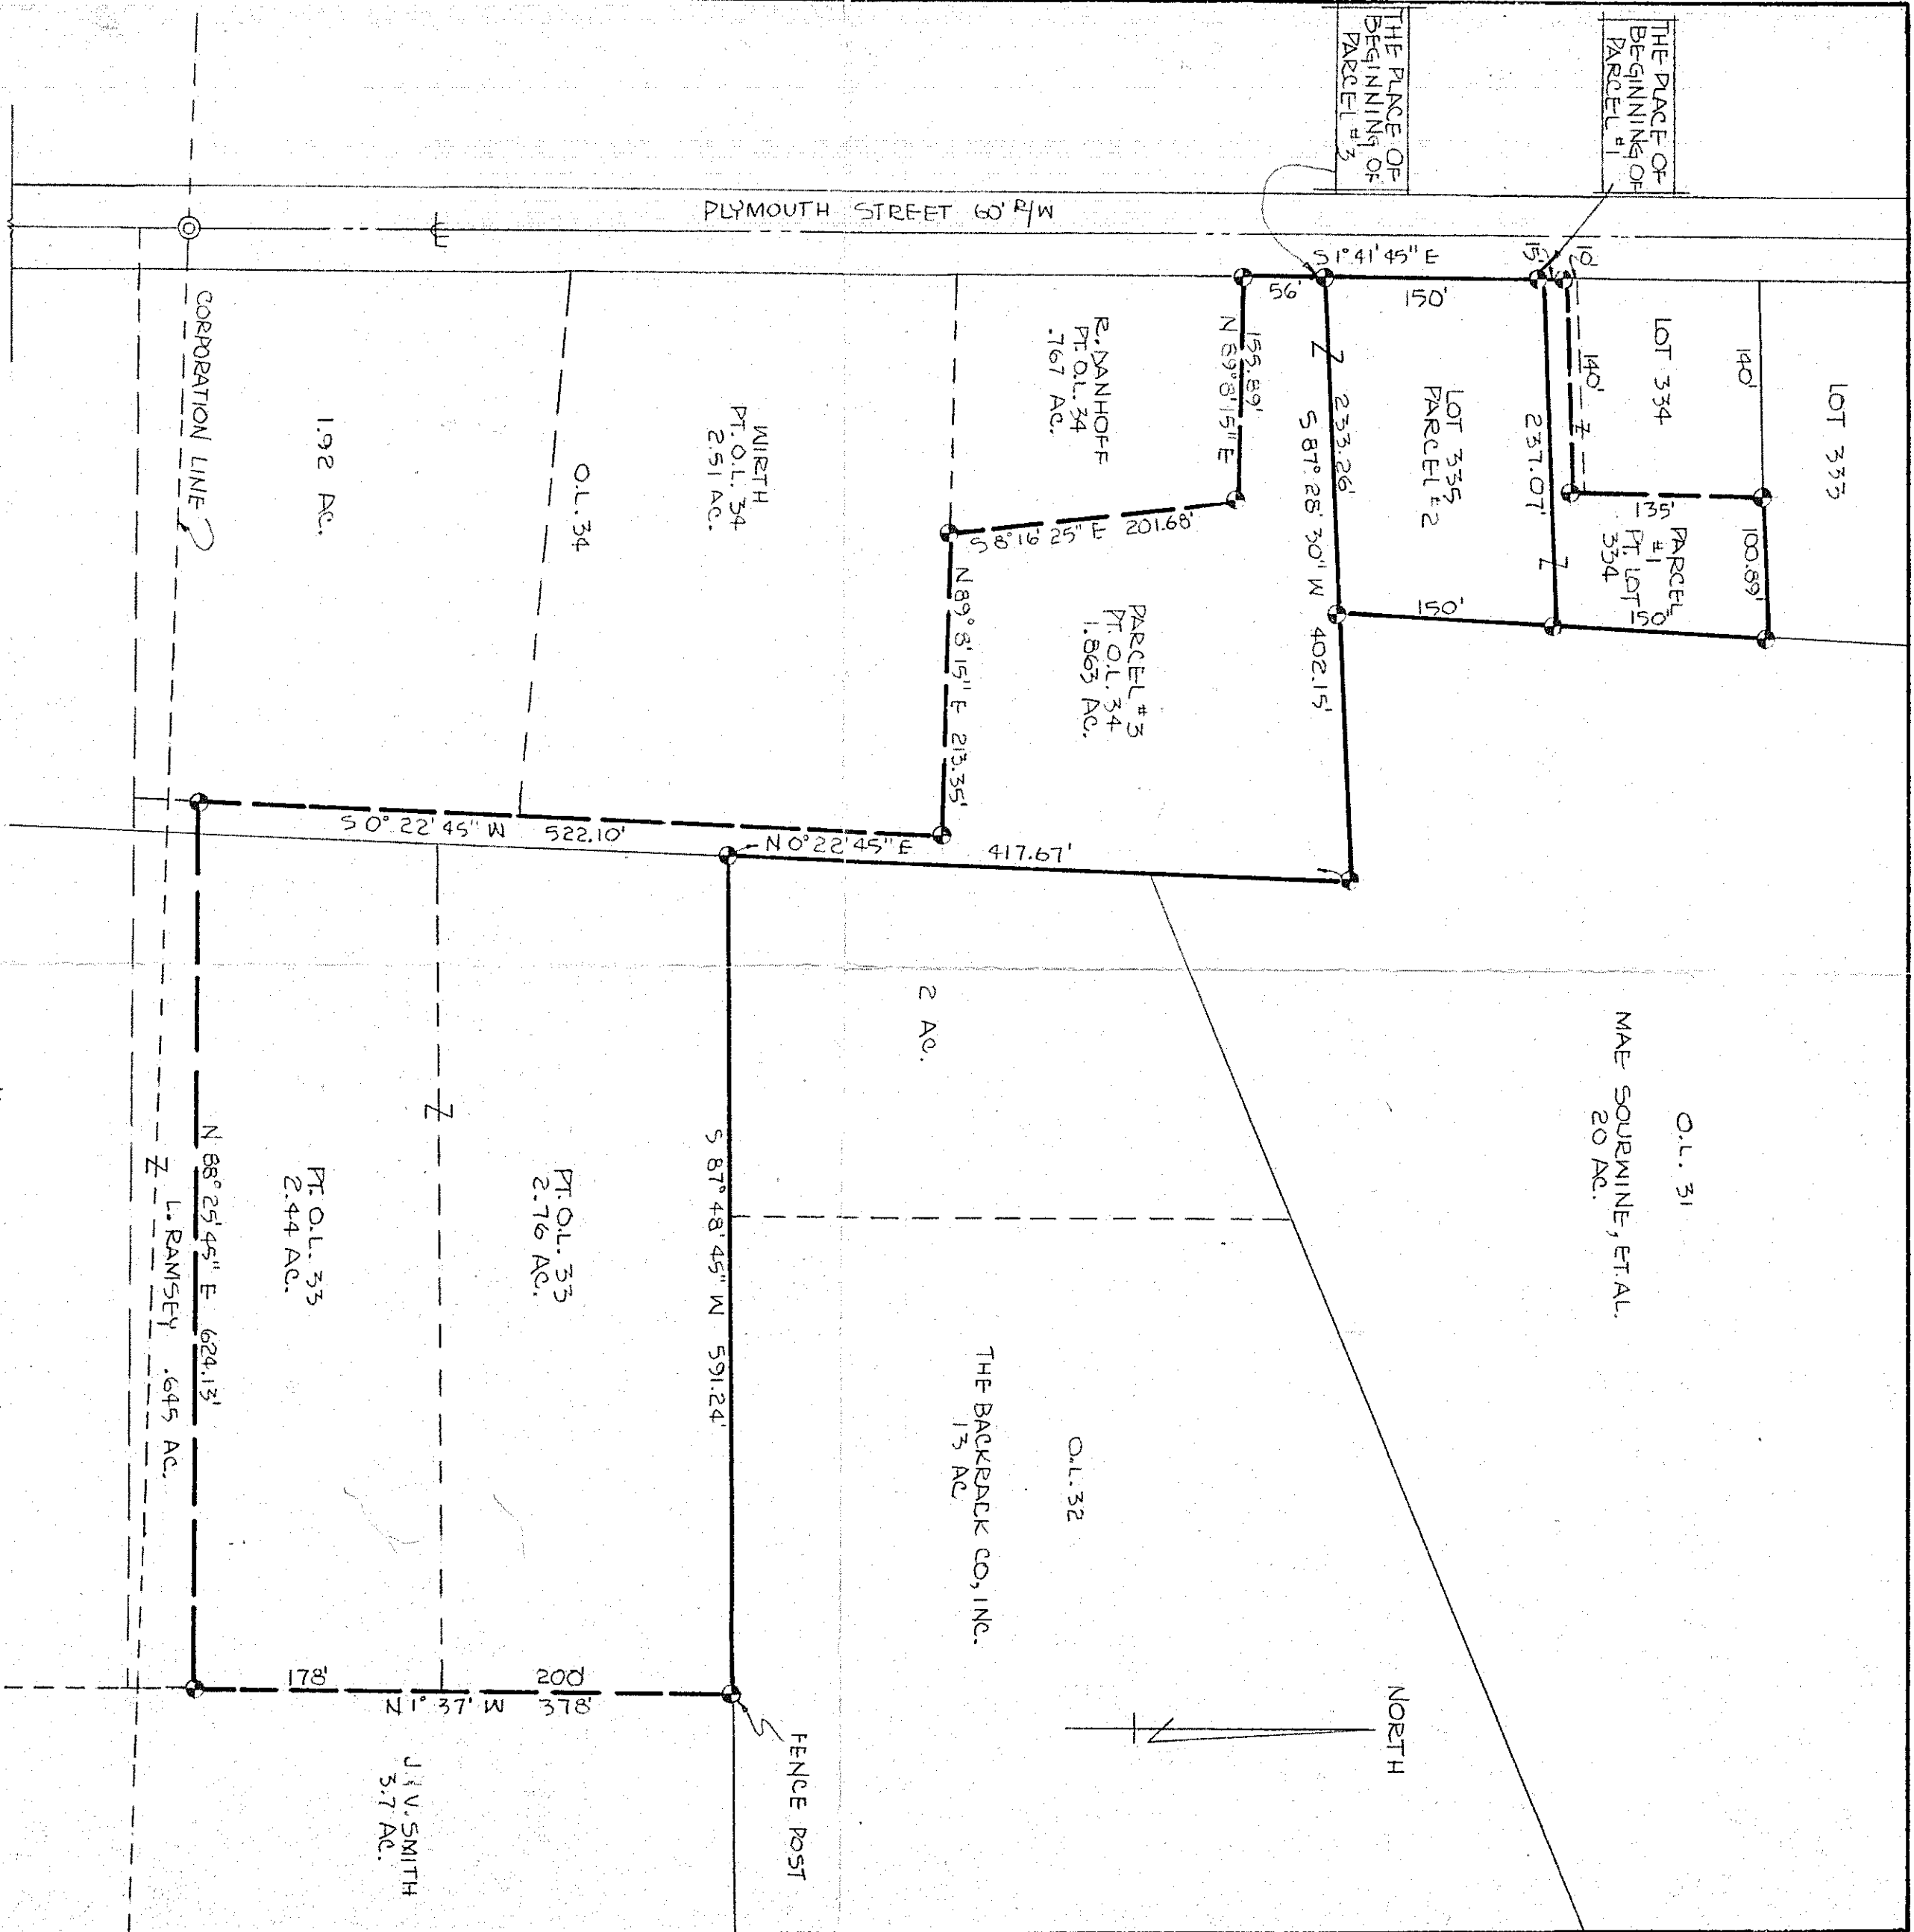 THE PLACE OF
BEGINNING OF
PARCEL #1
THE PLACE OF
BEGINNING OF
PARCEL #3
PLYMOUTH STREET 60' R/W
LOT 333
140'
LOT 334
10'
15'
140'
135'
100.89'
PARCEL
#1
PT. LOT
334
150'
237.07'
S 1° 41' 45" E
150'
LOT 335
PARCEL #2
150'
233.26'
S 87° 28' 30" W 402.15'
56'
155.89'
N 89° 8' 15" E
R. DANHOFF
PT. O.L. 34
.767 AC.
S 8° 16' 25" E 201.68'
PARCEL #3
PT. O.L. 34
1.863 AC.
N 89° 8' 15" E 213.35'
WIRTH
PT. O.L. 34
2.51 AC.
O.L. 34
1.92 AC.
CORPORATION LINE
S 0° 22' 45" W 522.10'
N 0° 22' 45" E 417.67'
O.L. 31
MAE SOURWINE, ET. AL.
20 AC.
2 AC.
O.L. 32
THE BACKRACK CO, INC.
13 AC
S 87° 48' 45" W 591.24'
PT. O.L. 33
2.76 AC.
PT. O.L. 33
2.44 AC.
N 88° 25' 45" E 624.13'
L. RAMSEY .645 AC.
178'
200'
N 1° 37' W 378'
FENCE POST
J. & V. SMITH
3.7 AC.
NORTH